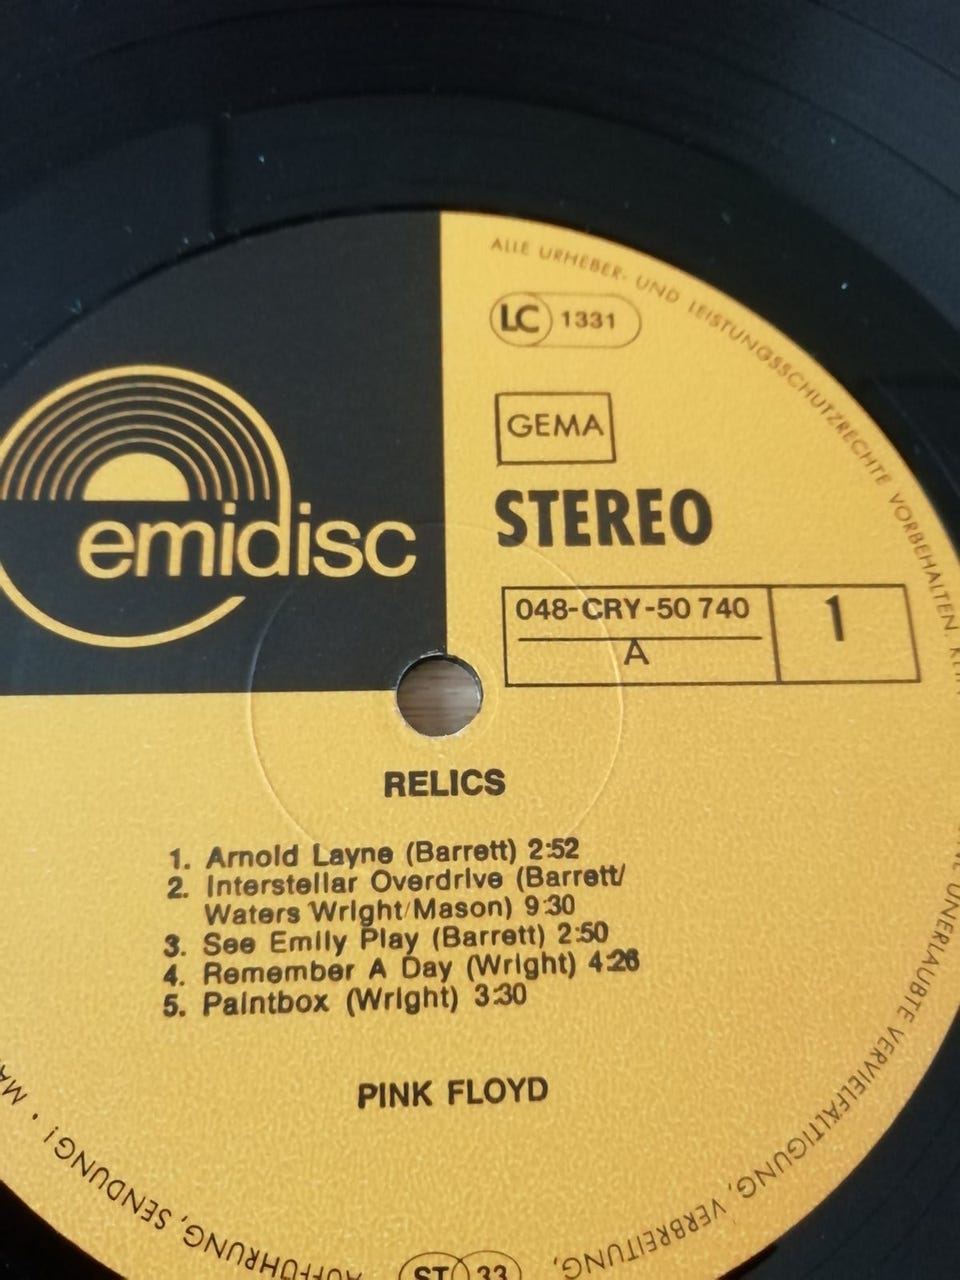 ALLE URHEBER- UND LEISTUNGSSCHUTZRECHTE VORBEHALTEN.
LC 1331
GEMA
STEREO
emidisc
048-CRY-50 740
A
1
RELICS
1. Arnold Layne (Barrett) 2:52
2. Interstellar Overdrive (Barrett/
Waters/Wright/Mason) 9:30
3. See Emily Play (Barrett) 2:50
4. Remember A Day (Wright) 4:26
5. Paintbox (Wright) 3:30
PINK FLOYD
UNERLAUBTE VERVIELFÄLTIGUNG, VERBREITUNG,
AUFFÜHRUNG, SENDUNG! •
ST 33